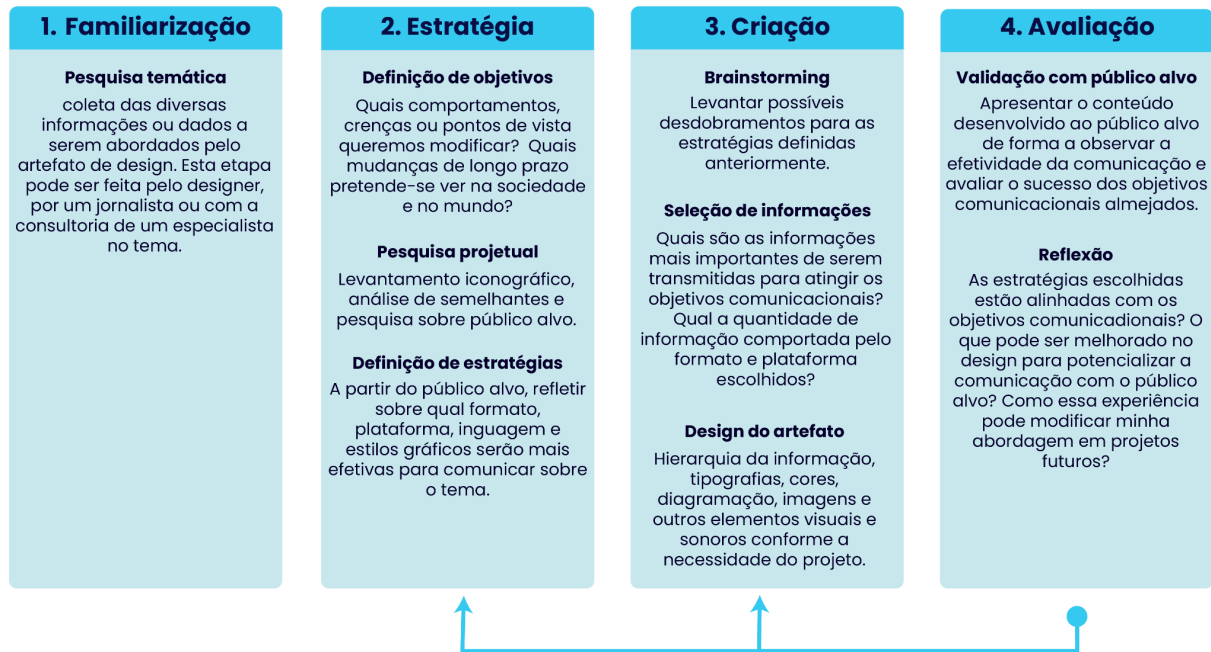 1. Familiarização
Pesquisa temática
coleta das diversas
informações ou dados a
serem abordados pelo
artefato de design. Esta etapa
pode ser feita pelo designer,
por um jornalista ou com a
consultoria de um especialista
no tema.
2. Estratégia
Definição de objetivos
Quais comportamentos,
crenças ou pontos de vista
queremos modificar? Quais
mudanças de longo prazo
pretende-se ver na sociedade
e no mundo?
Pesquisa projetual
Levantamento iconográfico,
análise de semelhantes e
pesquisa sobre público alvo.
Definição de estratégias
A partir do público alvo, refletir
sobre qual formato,
plataforma, inguagem e
estilos gráficos serão mais
efetivas para comunicar sobre
o tema.
3. Criação
Brainstorming
Levantar possíveis
desdobramentos para as
estratégias definidas
anteriormente.
Seleção de informações
Quais são as informações
mais importantes de serem
transmitidas para atingir os
objetivos comunicacionais?
Qual a quantidade de
informação comportada pelo
formato e plataforma
escolhidos?
Design do artefato
Hierarquia da informação,
tipografias, cores,
diagramação, imagens e
outros elementos visuais e
sonoros conforme a
necessidade do projeto.
4. Avaliação
Validação com público alvo
Apresentar o conteúdo
desenvolvido ao público alvo
de forma a observar a
efetividade da comunicação e
avaliar o sucesso dos objetivos
comunicacionais almejados.
Reflexão
As estratégias escolhidas
estão alinhadas com os
objetivos comunicadionais? O
que pode ser melhorado no
design para potencializar a
comunicação com o público
alvo? Como essa experiência
pode modificar minha
abordagem em projetos
futuros?